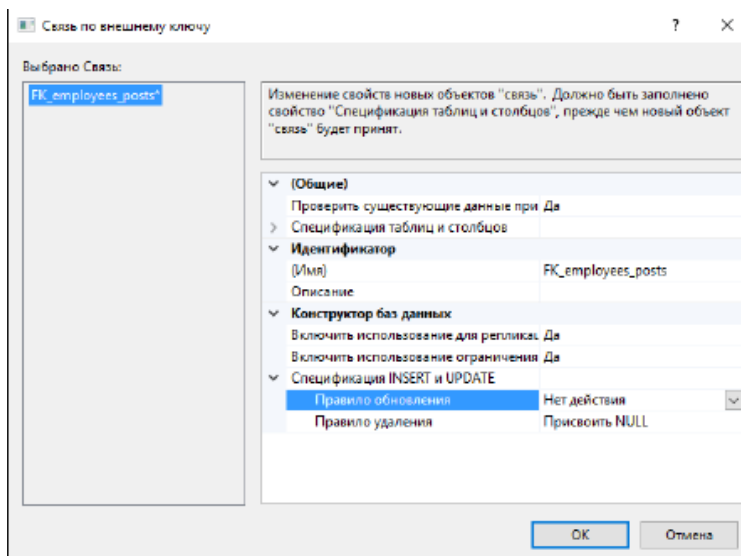 Связь по внешнему ключу
?
Выбрано Связь:
FK_employees_posts*
Изменение свойств новых объектов "связь". Должно быть заполнено
свойство "Спецификация таблиц и столбцов", прежде чем новый объект
"связь" будет принят.
(Общие)
Проверить существующие данные при Да
Спецификация таблиц и столбцов
Идентификатор
(Имя) FK_employees_posts
Описание
Конструктор баз данных
Включить использование для репликац Да
Включить использование ограничения Да
Спецификация INSERT и UPDATE
Правило обновления Нет действия
Правило удаления Присвоить NULL
OK Отмена